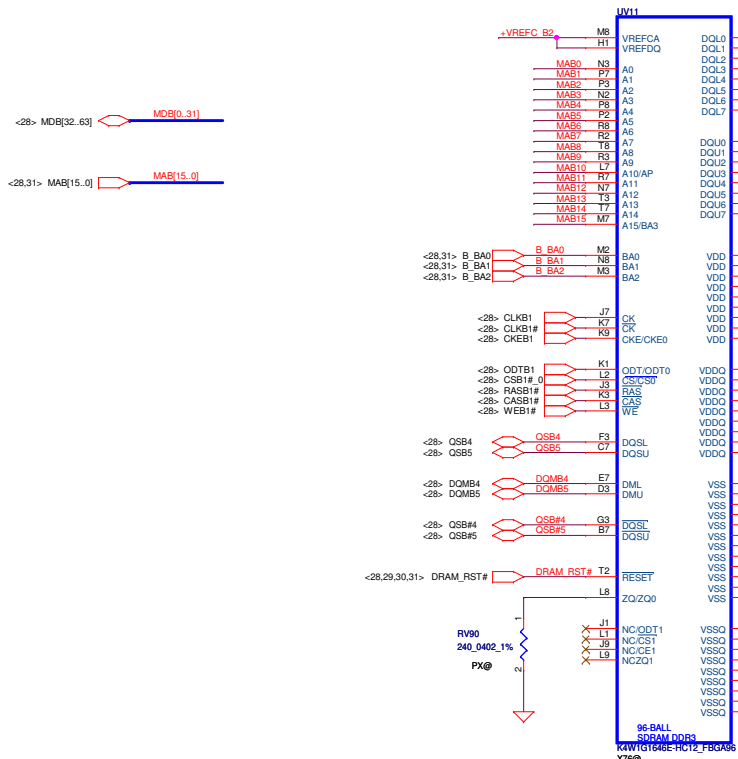 UV11
+VREFC_B2 M8 VREFCA DQL0
H1 VREFDQ DQL1
DQL2
MAB0 N3 A0 DQL3
MAB1 P7 A1 DQL4
MAB2 P3 A2 DQL5
MAB3 N2 A3 DQL6
MAB4 P8 A4 DQL7
MAB5 P2 A5
MAB6 R8 A6
MAB7 R2 A7 DQU0
MAB8 T8 A8 DQU1
MAB9 R3 A9 DQU2
MAB10 L7 A10/AP DQU3
MAB11 R7 A11 DQU4
MAB12 N7 A12 DQU5
MAB13 T3 A13 DQU6
MAB14 T7 A14 DQU7
MAB15 M7 A15/BA3
<28> MDB[32..63] MDB[0..31]
<28,31> MAB[15..0] MAB[15..0]
<28,31> B_BA0 B_BA0 M2 BA0 VDD
<28,31> B_BA1 B_BA1 N8 BA1 VDD
<28,31> B_BA2 B_BA2 M3 BA2 VDD
VDD
VDD
VDD
<28> CLKB1 J7 CK VDD
<28> CLKB1# K7 CK VDD
<28> CKEB1 K9 CKE/CKE0 VDD
<28> ODTB1 K1 ODT/ODT0 VDDQ
<28> CSB1#_0 L2 CS/CS0 VDDQ
<28> RASB1# J3 RAS VDDQ
<28> CASB1# K3 CAS VDDQ
<28> WEB1# L3 WE VDDQ
VDDQ
VDDQ
<28> QSB4 QSB4 F3 DQSL VDDQ
<28> QSB5 QSB5 C7 DQSU VDDQ
<28> DQMB4 DQMB4 E7 DML VSS
<28> DQMB5 DQMB5 D3 DMU VSS
VSS
VSS
<28> QSB#4 QSB#4 G3 DQSL VSS
<28> QSB#5 QSB#5 B7 DQSU VSS
VSS
VSS
VSS
<28,29,30,31> DRAM_RST# DRAM_RST# T2 RESET VSS
VSS
L8 ZQ/ZQ0 VSS
1
RV90
240_0402_1%
PX@
2
J1 NC/ODT1 VSSQ
L1 NC/CS1 VSSQ
J9 NC/CE1 VSSQ
L9 NCZQ1 VSSQ
VSSQ
VSSQ
VSSQ
VSSQ
VSSQ
96-BALL
SDRAM DDR3
K4W1G1646E-HC12_FBGA96
X76@